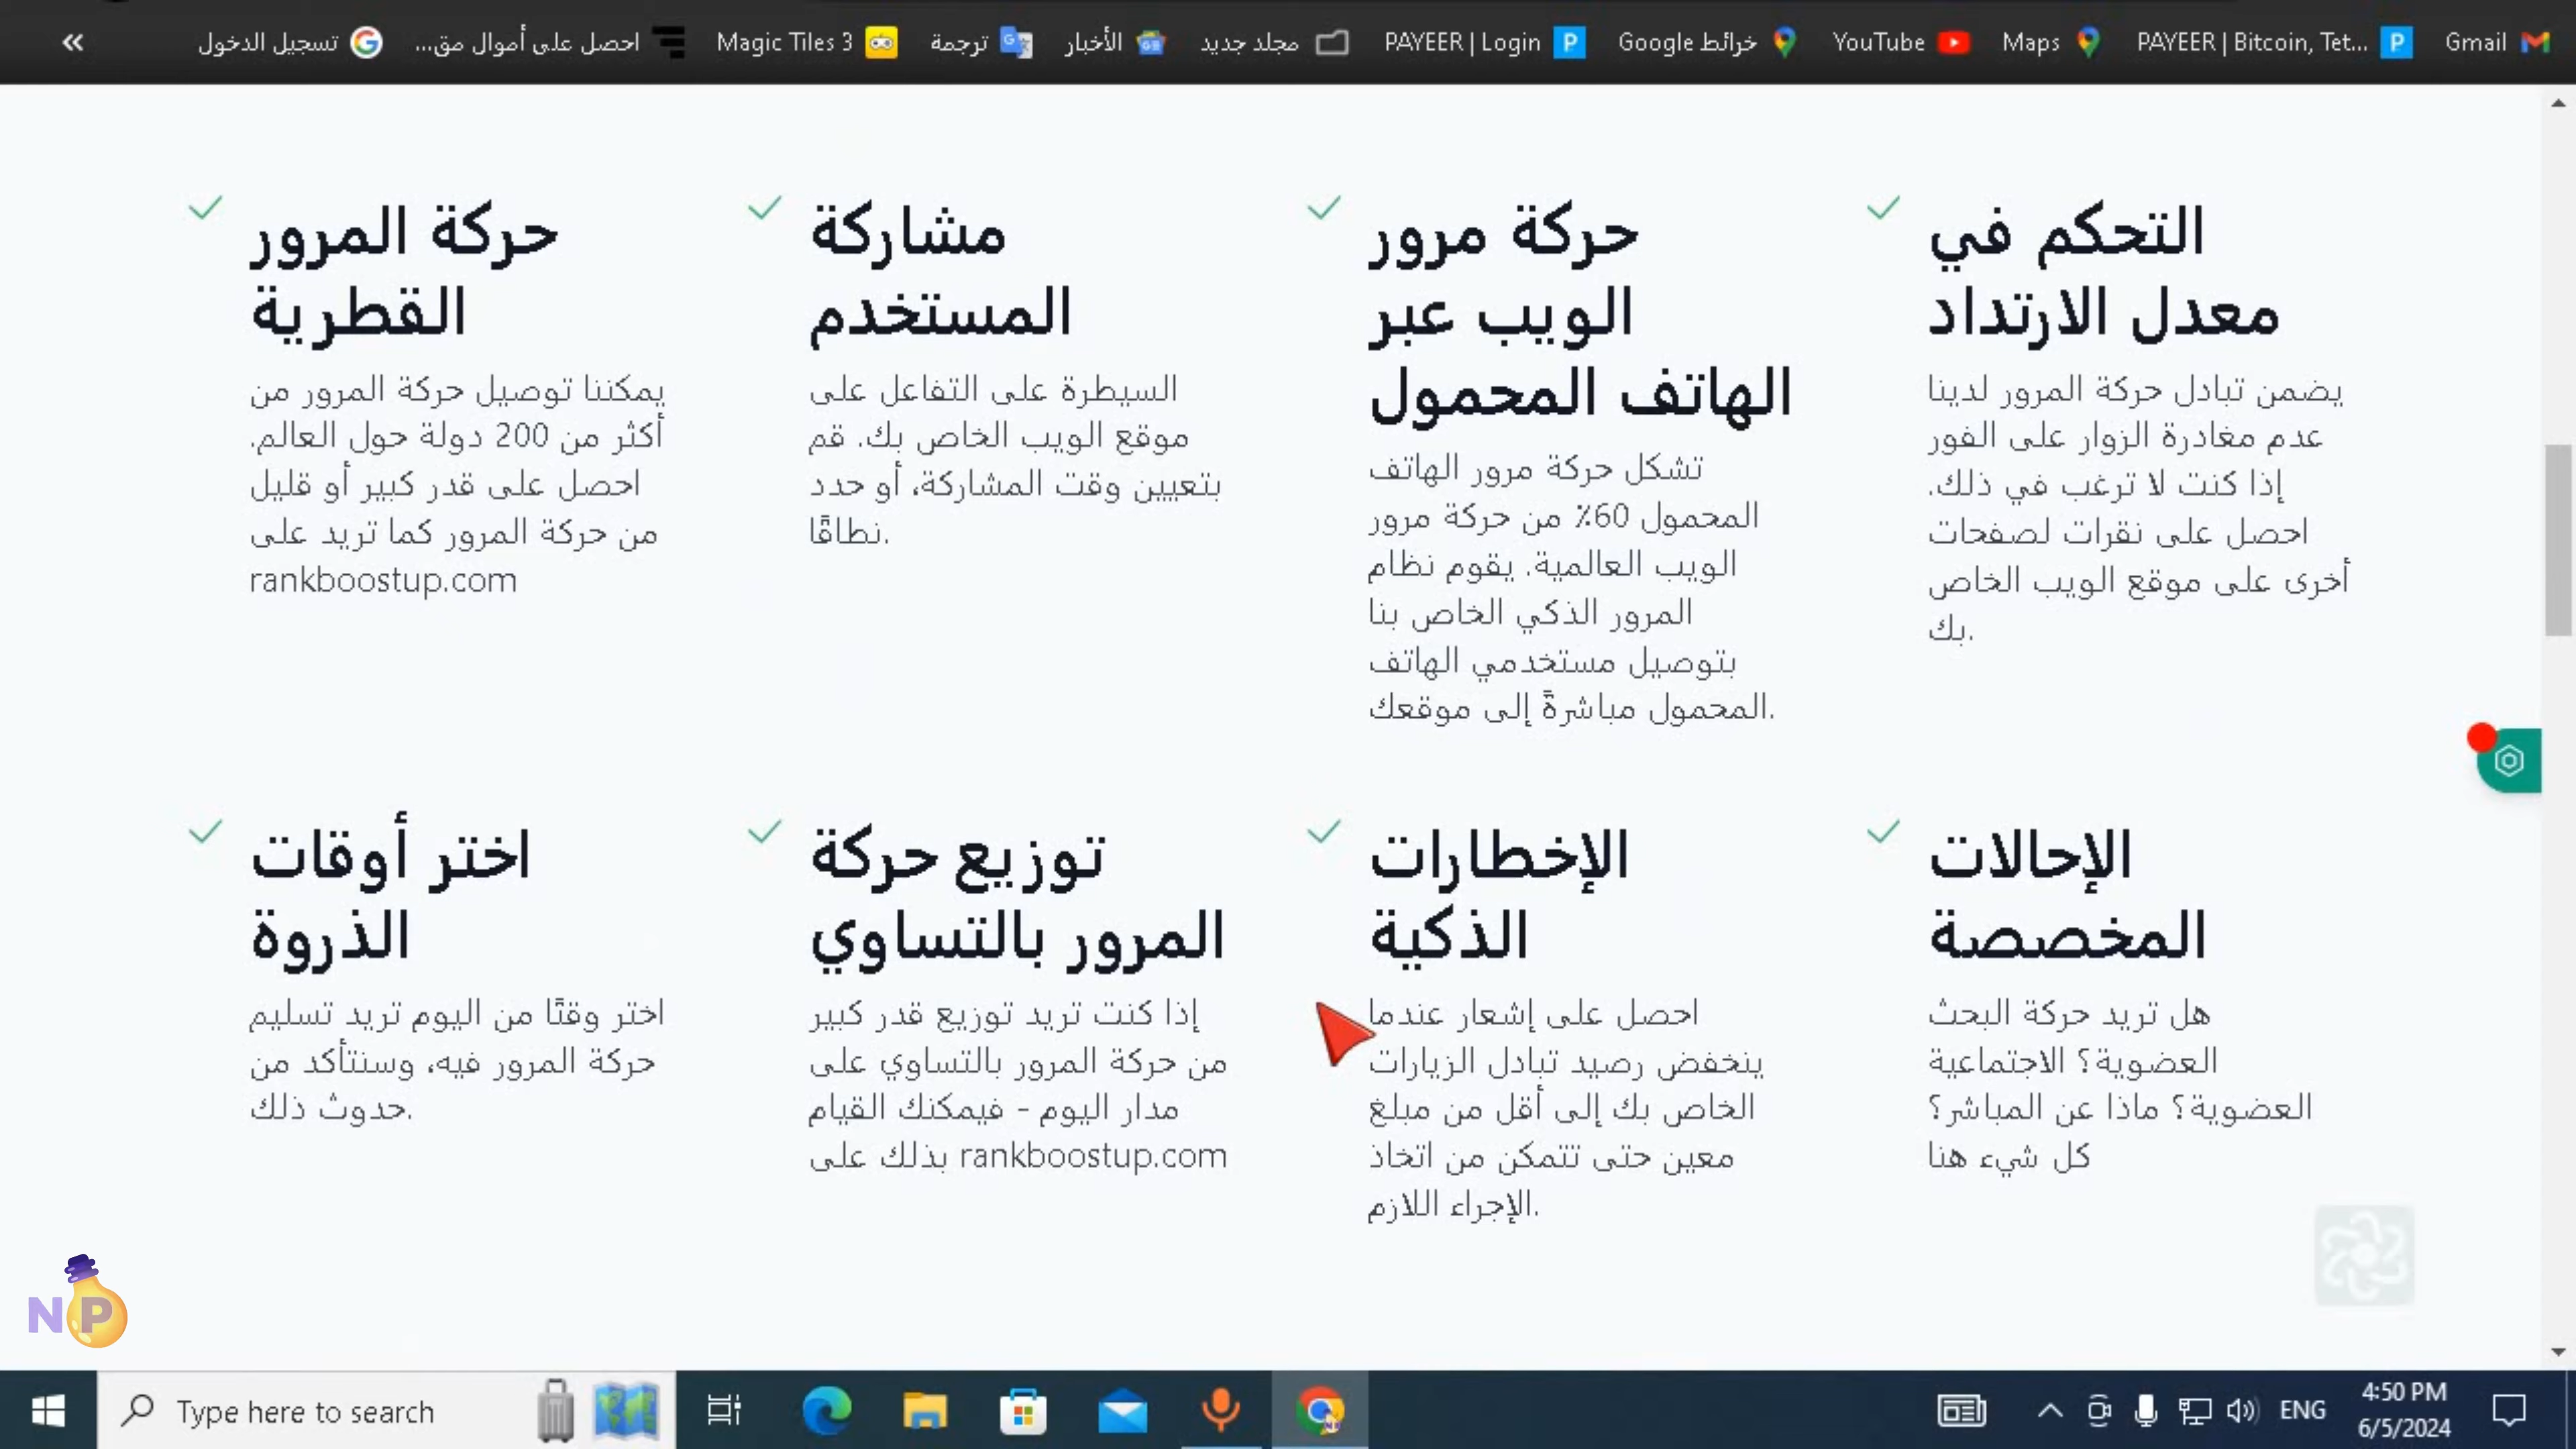 تسجيل الدخول
احصل على أموال مق...
Magic Tiles 3
ترجمة
الأخبار
مجلد جديد
PAYEER | Login
خرائط Google
YouTube
Maps
PAYEER | Bitcoin, Tet...
Gmail
حركة المرور
القطرية
يمكننا توصيل حركة المرور من
أكثر من 200 دولة حول العالم.
احصل على قدر كبير أو قليل
من حركة المرور كما تريد على
rankboostup.com
مشاركة
المستخدم
السيطرة على التفاعل على
موقع الويب الخاص بك. قم
بتعيين وقت المشاركة، أو حدد
نطاقًا.
حركة مرور
الويب عبر
الهاتف المحمول
تشكل حركة مرور الهاتف
المحمول 60٪ من حركة مرور
الويب العالمية. يقوم نظام
المرور الذكي الخاص بنا
بتوصيل مستخدمي الهاتف
المحمول مباشرةً إلى موقعك.
التحكم في
معدل الارتداد
يضمن تبادل حركة المرور لدينا
عدم مغادرة الزوار على الفور
إذا كنت لا ترغب في ذلك.
احصل على نقرات لصفحات
أخرى على موقع الويب الخاص
بك.
اختر أوقات
الذروة
اختر وقتًا من اليوم تريد تسليم
حركة المرور فيه، وسنتأكد من
حدوث ذلك.
توزيع حركة
المرور بالتساوي
إذا كنت تريد توزيع قدر كبير
من حركة المرور بالتساوي على
مدار اليوم - فيمكنك القيام
بذلك على rankboostup.com
الإخطارات
الذكية
احصل على إشعار عندما
ينخفض رصيد تبادل الزيارات
الخاص بك إلى أقل من مبلغ
معين حتى تتمكن من اتخاذ
الإجراء اللازم.
الإحالات
المخصصة
هل تريد حركة البحث
العضوية؟ الاجتماعية
العضوية؟ ماذا عن المباشر؟
كل شيء هنا
NP
Type here to search
ENG
4:50 PM
6/5/2024